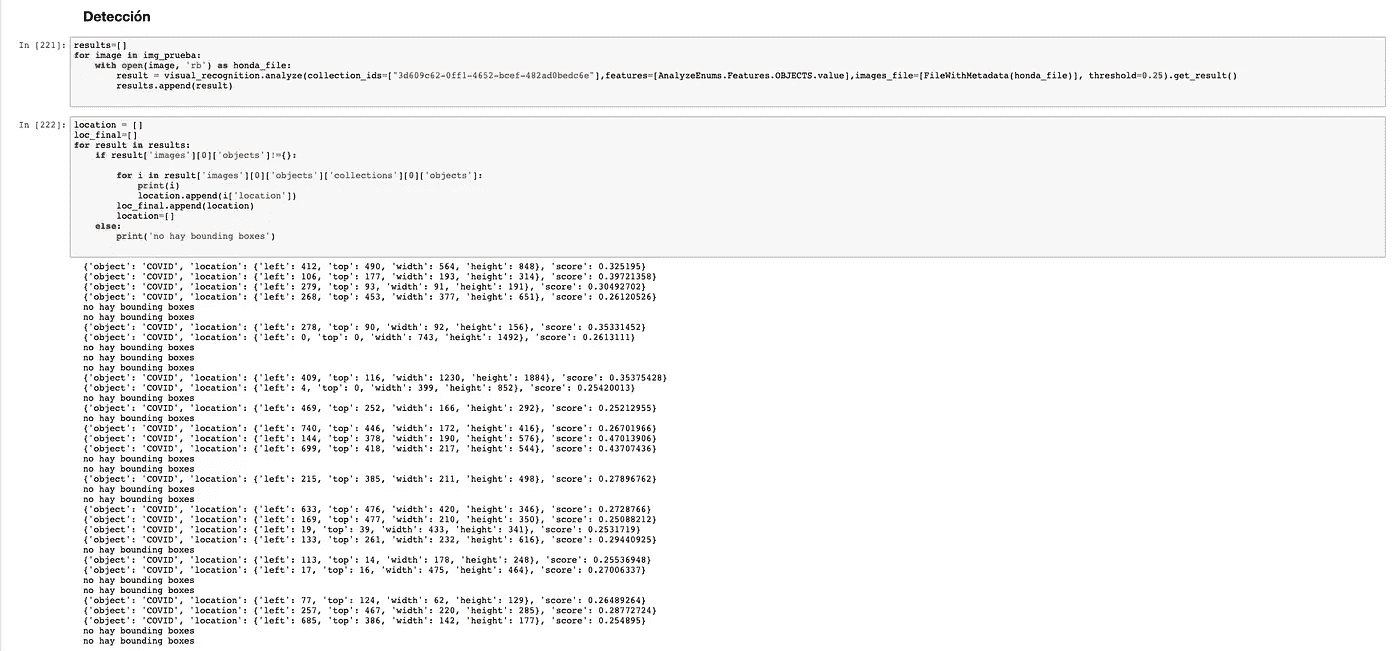 Detección
In [221]: results=[]
for image in img_prueba:
with open(image, 'rb') as honda_file:
result = visual_recognition.analyze(collection_ids=["3d609c62-0ff1-4652-bcef-482ad0bedc6e"],features=[AnalyzeEnums.Features.OBJECTS.value],images_file=[FileWithMetadata(honda_file)], threshold=0.25).get_result()
results.append(result)
In [222]: location = []
loc_final=[]
for result in results:
if result['images'][0]['objects']!={}:
for i in result['images'][0]['objects']['collections'][0]['objects']:
print(i)
location.append(i['location'])
loc_final.append(location)
location=[]
else:
print('no hay bounding boxes')
{'object': 'COVID', 'location': {'left': 412, 'top': 490, 'width': 564, 'height': 848}, 'score': 0.325195}
{'object': 'COVID', 'location': {'left': 106, 'top': 177, 'width': 193, 'height': 314}, 'score': 0.39721358}
{'object': 'COVID', 'location': {'left': 279, 'top': 93, 'width': 91, 'height': 191}, 'score': 0.30492702}
{'object': 'COVID', 'location': {'left': 268, 'top': 453, 'width': 377, 'height': 651}, 'score': 0.26120526}
no hay bounding boxes
no hay bounding boxes
{'object': 'COVID', 'location': {'left': 278, 'top': 90, 'width': 92, 'height': 156}, 'score': 0.35331452}
{'object': 'COVID', 'location': {'left': 0, 'top': 0, 'width': 743, 'height': 1492}, 'score': 0.2613111}
no hay bounding boxes
no hay bounding boxes
no hay bounding boxes
{'object': 'COVID', 'location': {'left': 409, 'top': 116, 'width': 1230, 'height': 1884}, 'score': 0.35375428}
{'object': 'COVID', 'location': {'left': 4, 'top': 0, 'width': 399, 'height': 852}, 'score': 0.25420013}
no hay bounding boxes
{'object': 'COVID', 'location': {'left': 469, 'top': 252, 'width': 166, 'height': 292}, 'score': 0.25212955}
no hay bounding boxes
{'object': 'COVID', 'location': {'left': 740, 'top': 446, 'width': 172, 'height': 416}, 'score': 0.26701966}
{'object': 'COVID', 'location': {'left': 144, 'top': 378, 'width': 190, 'height': 576}, 'score': 0.47013906}
{'object': 'COVID', 'location': {'left': 699, 'top': 418, 'width': 217, 'height': 544}, 'score': 0.43707436}
no hay bounding boxes
no hay bounding boxes
{'object': 'COVID', 'location': {'left': 215, 'top': 385, 'width': 211, 'height': 498}, 'score': 0.27896762}
no hay bounding boxes
no hay bounding boxes
{'object': 'COVID', 'location': {'left': 633, 'top': 476, 'width': 420, 'height': 346}, 'score': 0.2728766}
{'object': 'COVID', 'location': {'left': 169, 'top': 477, 'width': 210, 'height': 350}, 'score': 0.25088212}
{'object': 'COVID', 'location': {'left': 19, 'top': 39, 'width': 433, 'height': 341}, 'score': 0.2531719}
{'object': 'COVID', 'location': {'left': 133, 'top': 261, 'width': 232, 'height': 616}, 'score': 0.29440925}
no hay bounding boxes
{'object': 'COVID', 'location': {'left': 113, 'top': 14, 'width': 178, 'height': 248}, 'score': 0.25536948}
{'object': 'COVID', 'location': {'left': 17, 'top': 16, 'width': 475, 'height': 464}, 'score': 0.27006337}
no hay bounding boxes
no hay bounding boxes
{'object': 'COVID', 'location': {'left': 77, 'top': 124, 'width': 62, 'height': 129}, 'score': 0.26489264}
{'object': 'COVID', 'location': {'left': 257, 'top': 467, 'width': 220, 'height': 285}, 'score': 0.28772724}
{'object': 'COVID', 'location': {'left': 685, 'top': 386, 'width': 142, 'height': 177}, 'score': 0.254895}
no hay bounding boxes
no hay bounding boxes